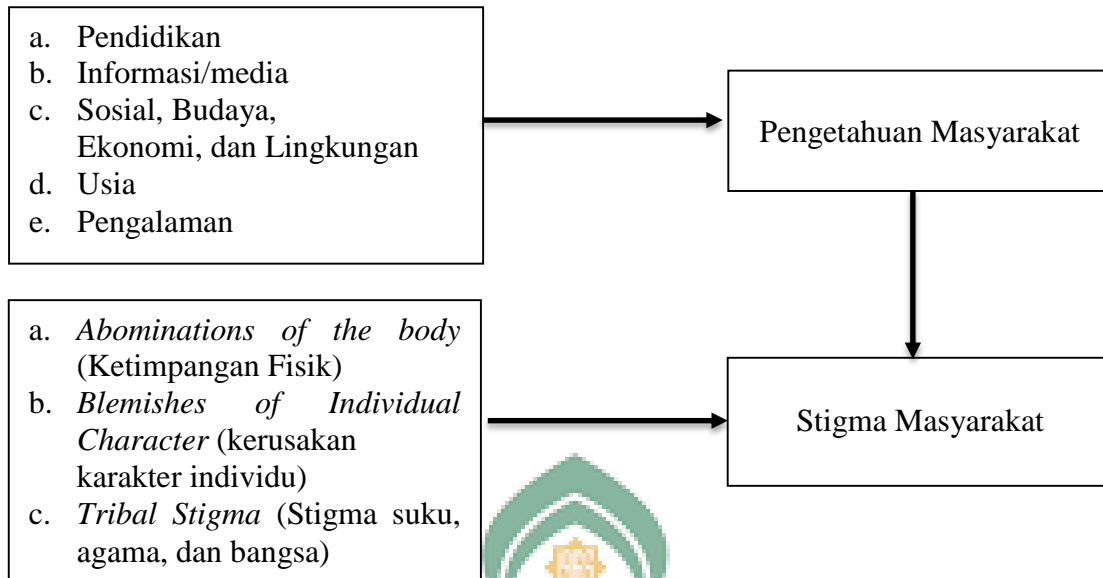 a. Pendidikan
b. Informasi/media
c. Sosial, Budaya,
Ekonomi, dan Lingkungan
d. Usia
e. Pengalaman
Pengetahuan Masyarakat
a. Abominations of the body
(Ketimpangan Fisik)
b. Blemishes of Individual
Character (kerusakan
karakter individu)
c. Tribal Stigma (Stigma suku,
agama, dan bangsa)
Stigma Masyarakat